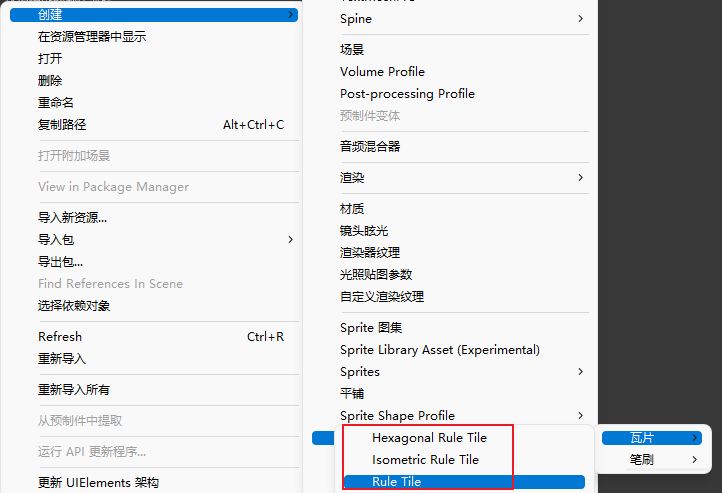 创建
在资源管理器中显示
打开
删除
重命名
复制路径 Alt+Ctrl+C
打开附加场景
View in Package Manager
导入新资源...
导入包
导出包...
Find References In Scene
选择依赖对象
Refresh Ctrl+R
重新导入
重新导入所有
从预制件中提取
运行 API 更新程序...
更新 UIElements 架构
Spine
场景
Volume Profile
Post-processing Profile
预制件变体
音频混合器
渲染
材质
镜头眩光
渲染器纹理
光照贴图参数
自定义渲染纹理
Sprite 图集
Sprite Library Asset (Experimental)
Sprites
平铺
Sprite Shape Profile
Hexagonal Rule Tile
Isometric Rule Tile
Rule Tile
瓦片
笔刷